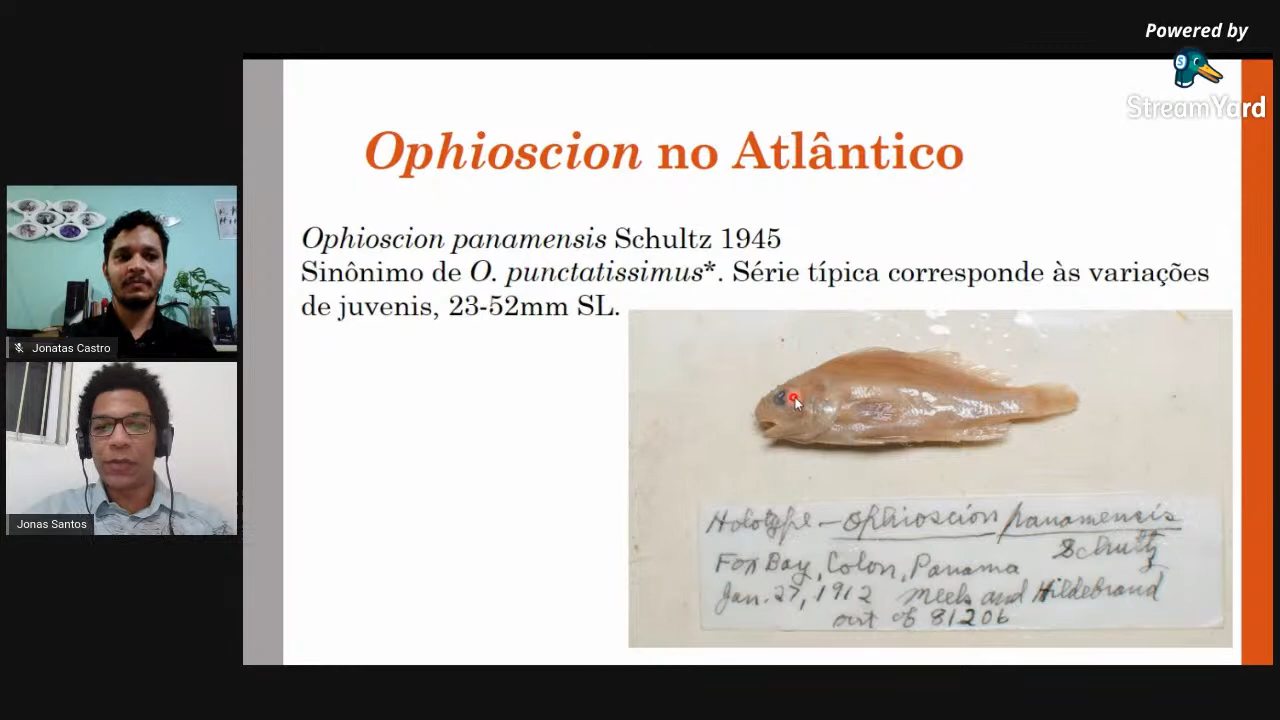 Powered by
StreamYard
Ophioscion no Atlântico
Ophioscion panamensis Schultz 1945
Sinônimo de O. punctatissimus*. Série típica corresponde às variações
de juvenis, 23-52mm SL.
Jonatas Castro
Jonas Santos
Holotype - Ophioscion panamensis
Schultz
Fox Bay, Colon, Panama
Jan. 27, 1912 Meek and Hildebrand
out of 81206